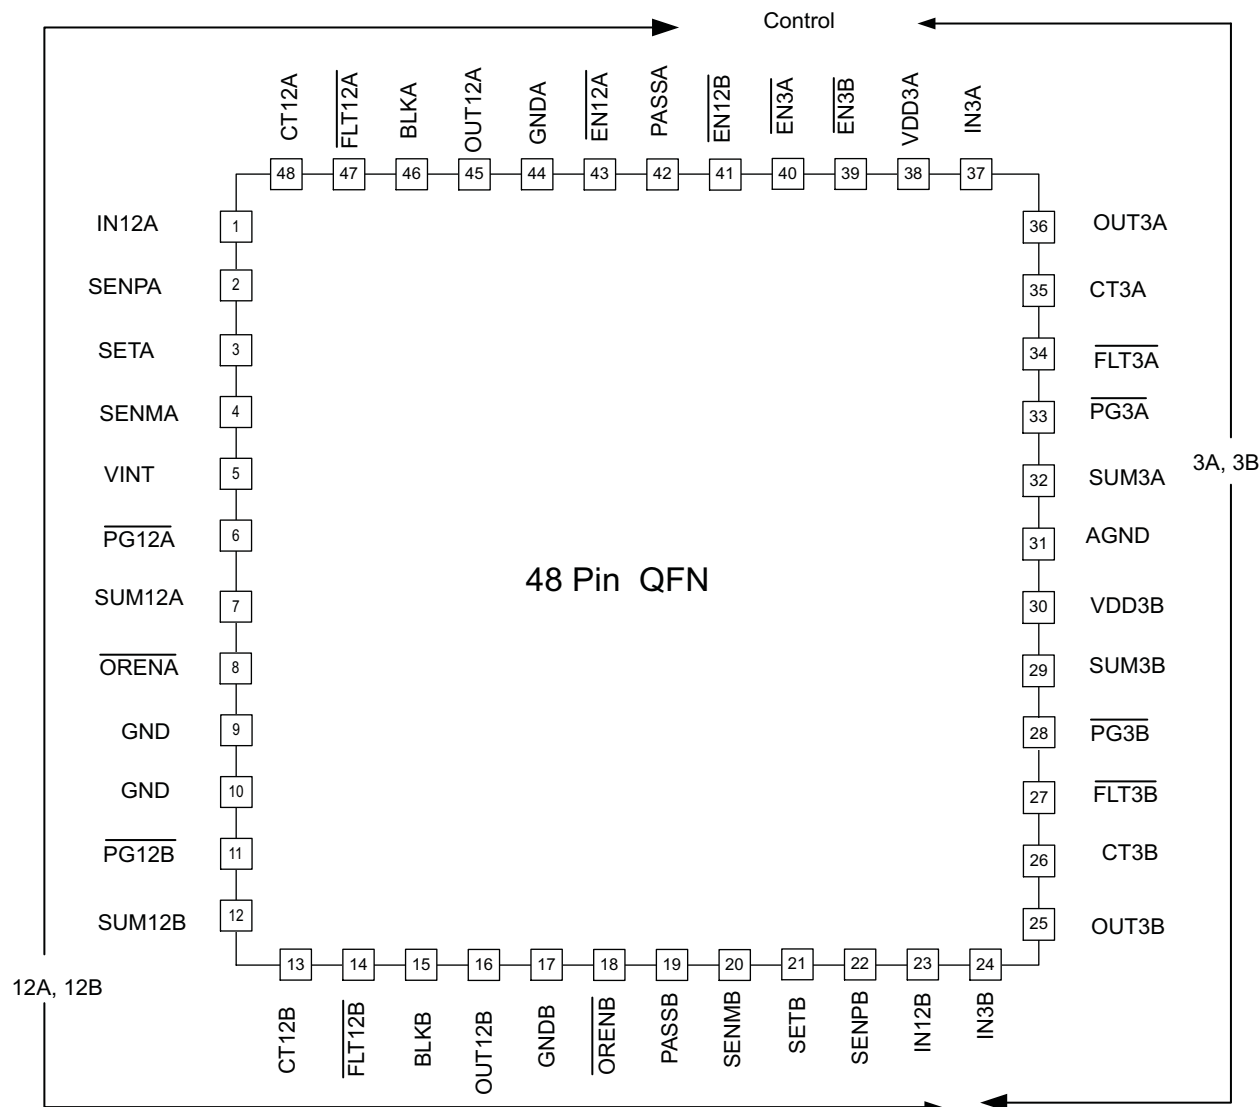 Control
CT12A
FLT12A
BLKA
OUT12A
GNDA
EN12A
PASSA
EN12B
EN3A
EN3B
VDD3A
IN3A
48 47 46 45 44 43 42 41 40 39 38 37
IN12A 1
SENPA 2
SETA 3
SENMA 4
VINT 5
PG12A 6
SUM12A 7
ORENA 8
GND 9
GND 10
PG12B 11
SUM12B 12
12A, 12B
48 Pin QFN
36 OUT3A
35 CT3A
34 FLT3A
33 PG3A
32 SUM3A
31 AGND
30 VDD3B
29 SUM3B
28 PG3B
27 FLT3B
26 CT3B
25 OUT3B
3A, 3B
13 14 15 16 17 18 19 20 21 22 23 24
CT12B
FLT12B
BLKB
OUT12B
GNDB
ORENB
PASSB
SENMB
SETB
SENPB
IN12B
IN3B